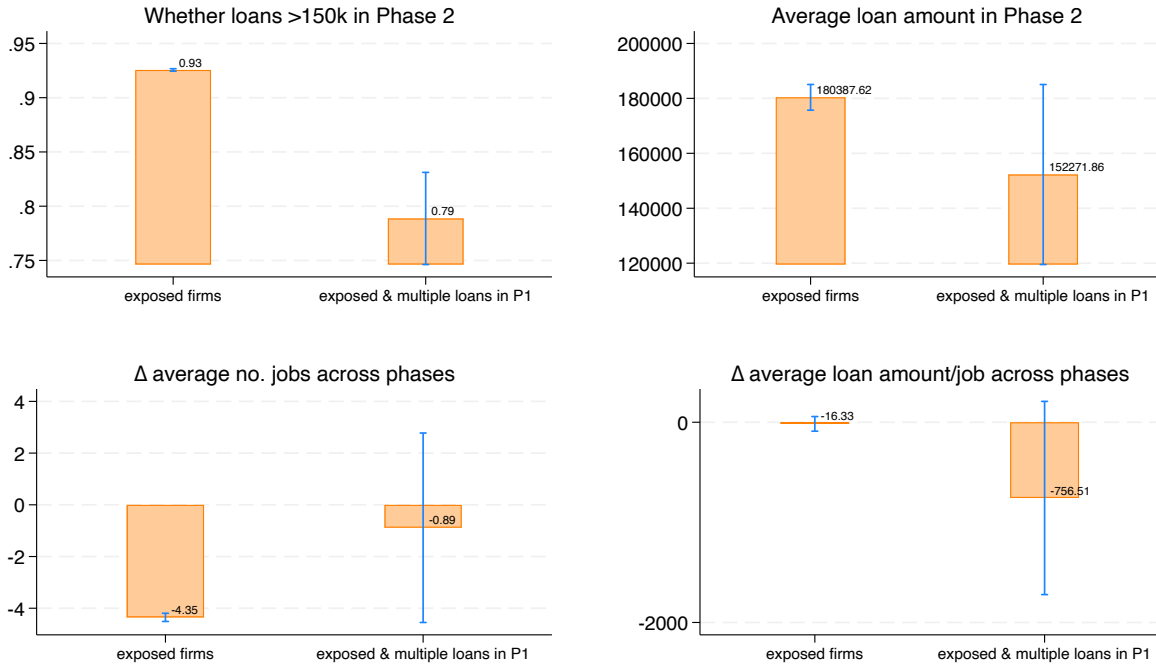 Whether loans >150k in Phase 2
.95
.9
.85
.8
.75
0.93
0.79
exposed firms
exposed & multiple loans in P1
Average loan amount in Phase 2
200000
180000
160000
140000
120000
180387.62
152271.86
exposed firms
exposed & multiple loans in P1
Δ average no. jobs across phases
4
2
0
-2
-4
-4.35
-0.89
exposed firms
exposed & multiple loans in P1
Δ average loan amount/job across phases
0
-2000
-16.33
-756.51
exposed firms
exposed & multiple loans in P1